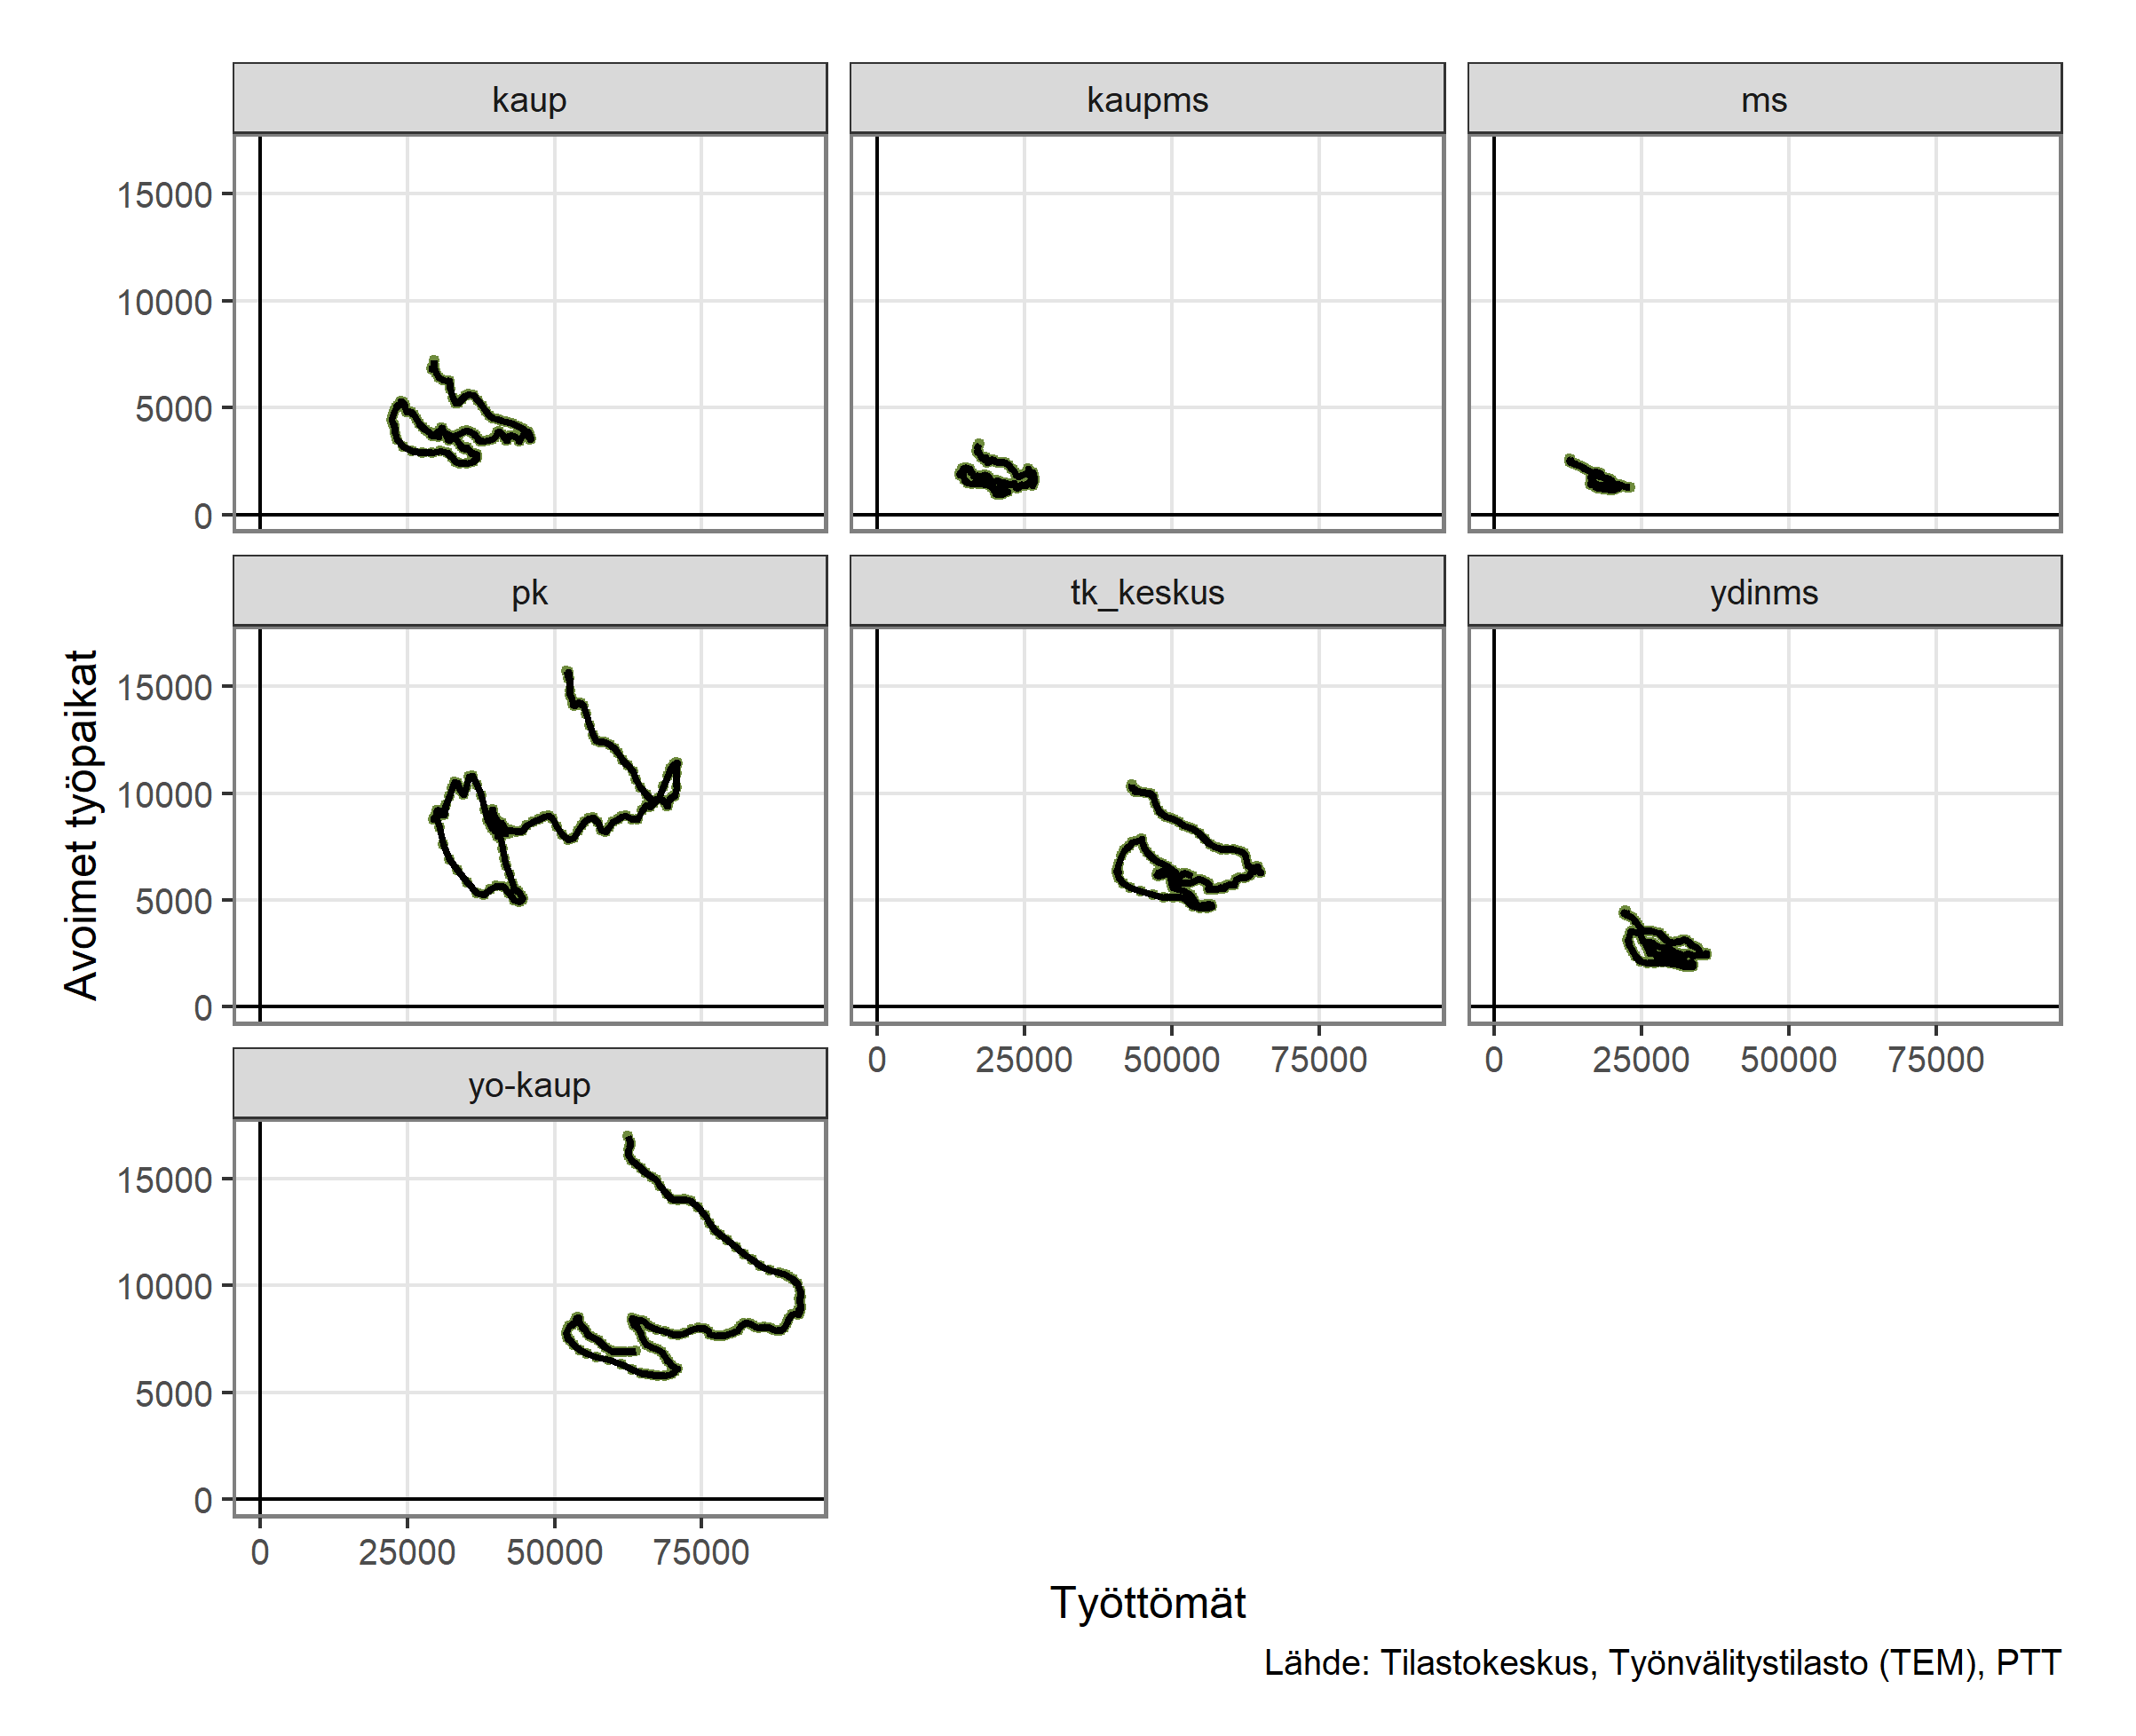 kaup kaupms ms
15000
10000
5000
0
pk tk_keskus ydinms
Avoimet työpaikat
15000
10000
5000
0
0 25000 50000 75000 0 25000 50000 75000
yo-kaup
15000
10000
5000
0
0 25000 50000 75000
Työttömät
Lähde: Tilastokeskus, Työnvälitystilasto (TEM), PTT